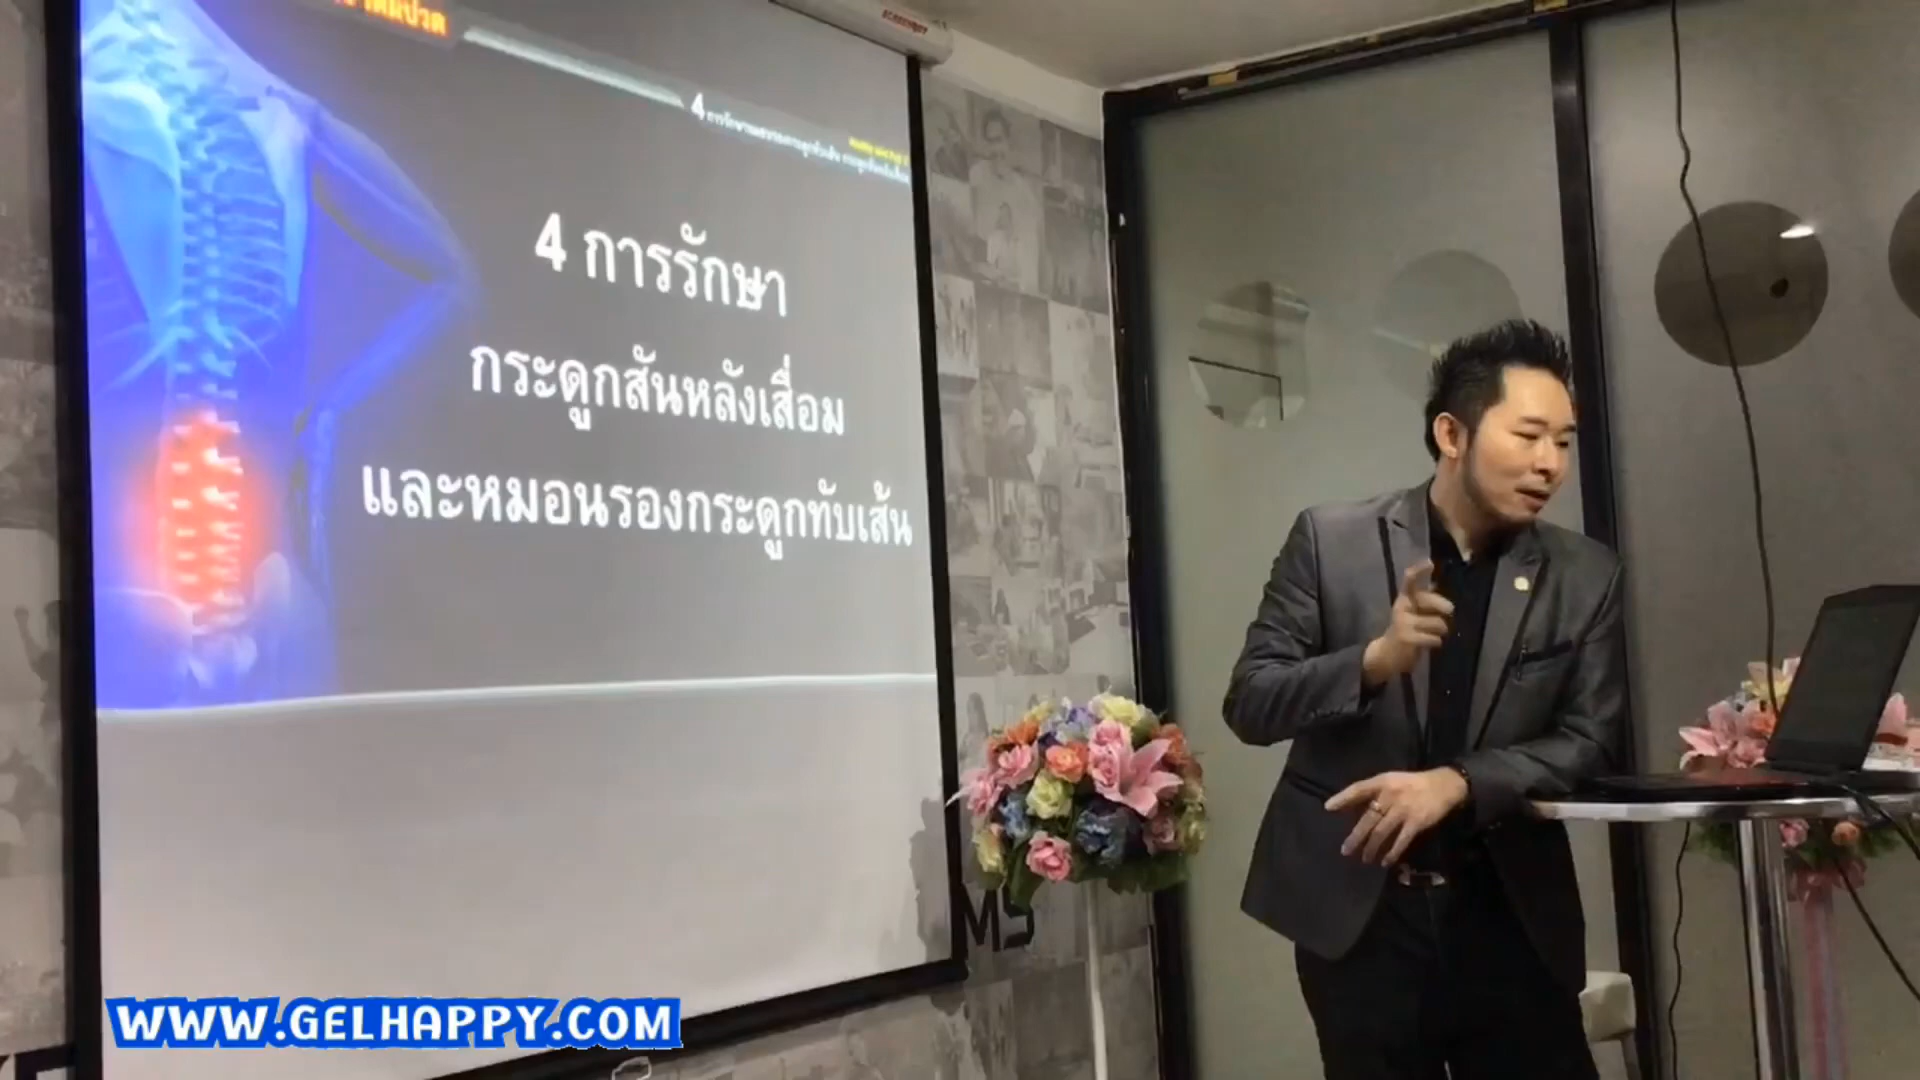 4 การรักษา
กระดูกสันหลังเสื่อม
และหมอนรองกระดูกทับเส้น
MS
WWW.GELHAPPY.COM